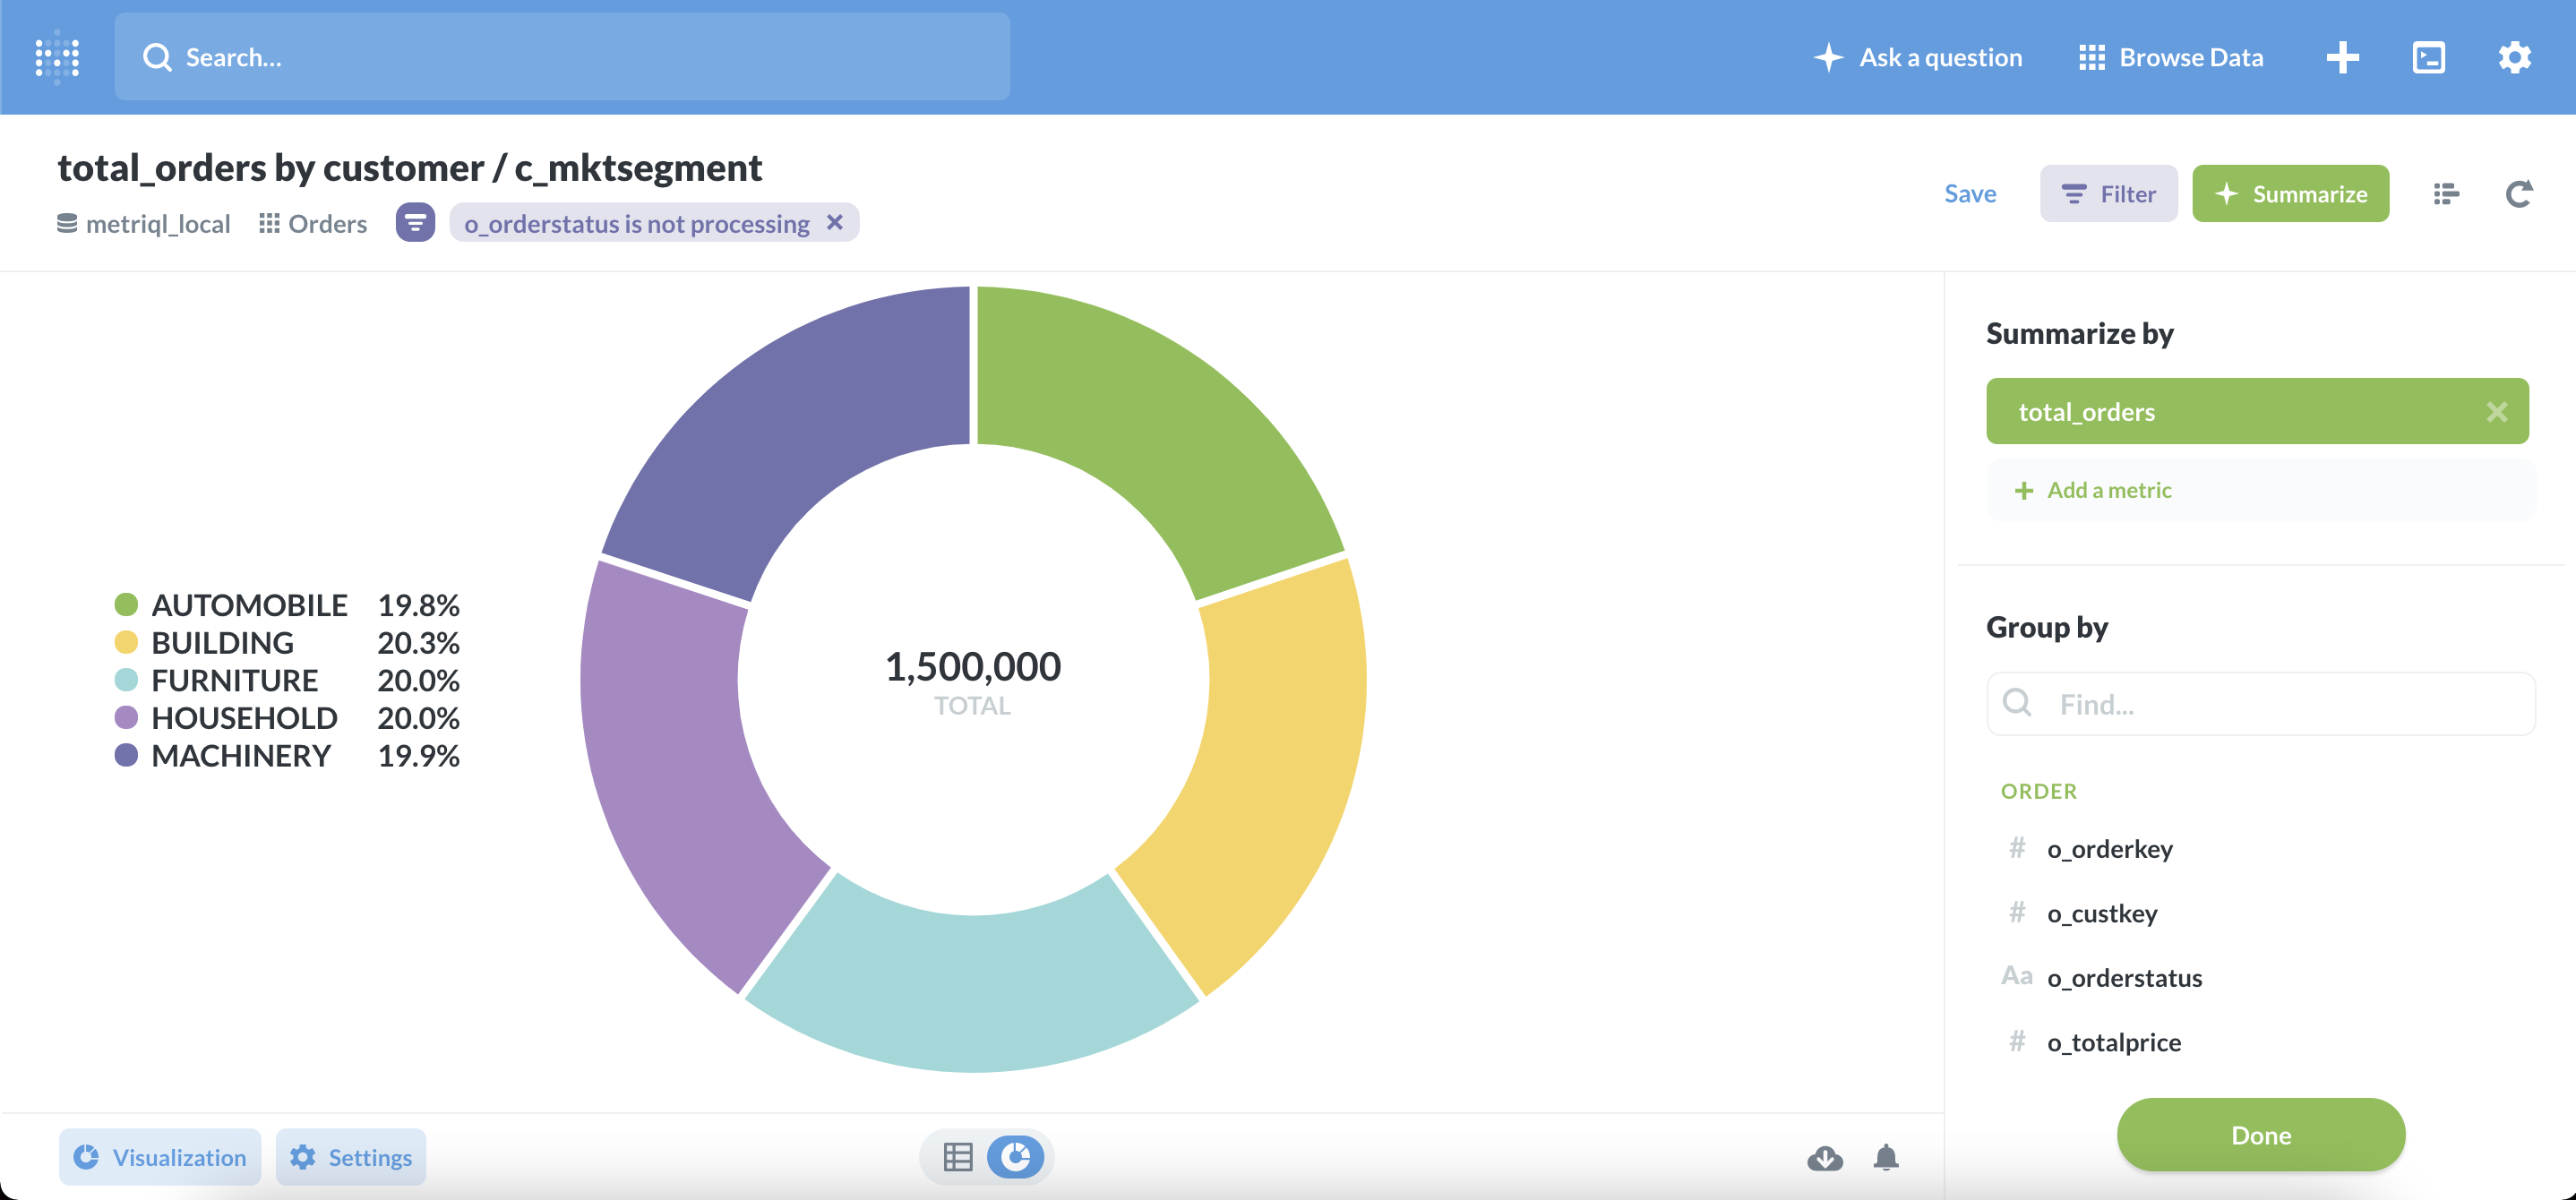 Search...
Ask a question
Browse Data
total_orders by customer / c_mktsegment
metriql_local
Orders
o_orderstatus is not processing
Save
Filter
Summarize
AUTOMOBILE 19.8%
BUILDING 20.3%
FURNITURE 20.0%
HOUSEHOLD 20.0%
MACHINERY 19.9%
1,500,000
TOTAL
Summarize by
total_orders
Add a metric
Group by
Find...
ORDER
# o_orderkey
# o_custkey
Aa o_orderstatus
# o_totalprice
Done
Visualization
Settings